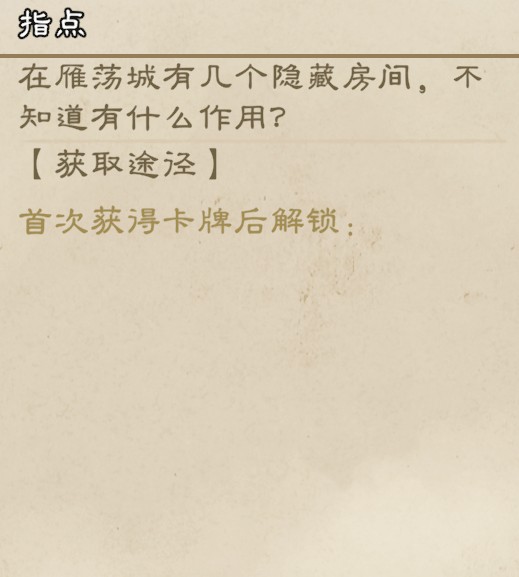 指点
在雁荡城有几个隐藏房间，不
知道有什么作用？
【获取途径】
首次获得卡牌后解锁：